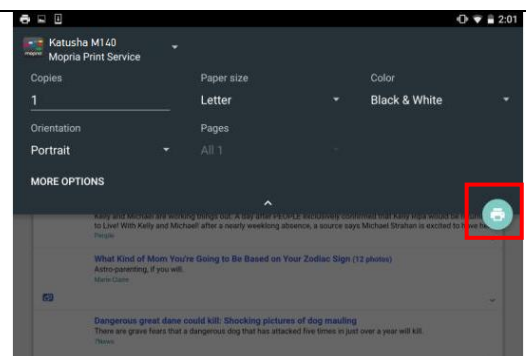 2:01
Katusha M140
mopria Mopria Print Service
Copies Paper size Color
1 Letter Black & White
Orientation Pages
Portrait All 1
MORE OPTIONS
Kelly and Michael are working things out. A day after PEOPLE exclusively confirmed that Kelly Ripa would be
to Live! With Kelly and Michael! after a nearly weeklong absence, a source says Michael Strahan is excited to have her
People
What Kind of Mom You're Going to Be Based on Your Zodiac Sign (12 photos)
Astro-parenting, if you will.
Marie Claire
Dangerous great dane could kill: Shocking pictures of dog mauling
There are grave fears that a dangerous dog that has attacked five times in just over a year will kill.
7News